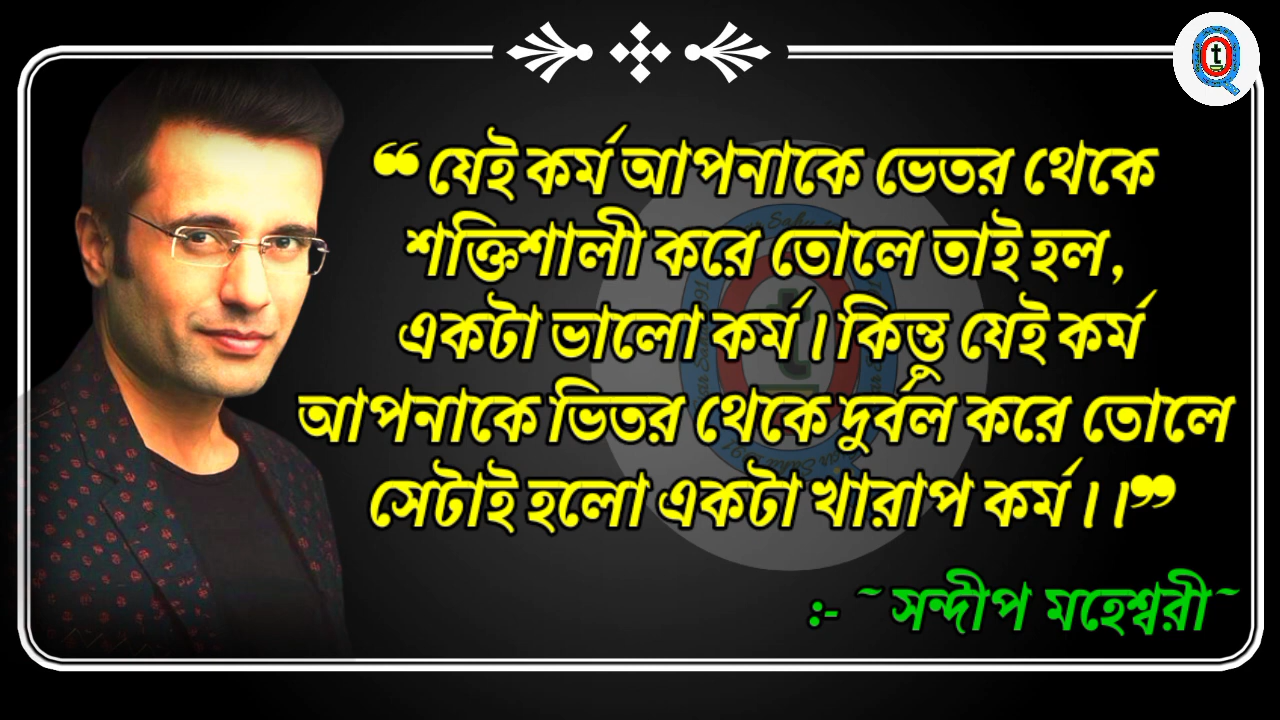 “যেই কর্ম আপনাকে ভেতর থেকে
শক্তিশালী করে তোলে তাই হল,
একটা ভালো কর্ম। কিন্তু যেই কর্ম
আপনাকে ভিতর থেকে দুর্বল করে তোলে
সেটাই হলো একটা খারাপ কর্ম।।”
:- ~সন্দীপ মহেশ্বরী~